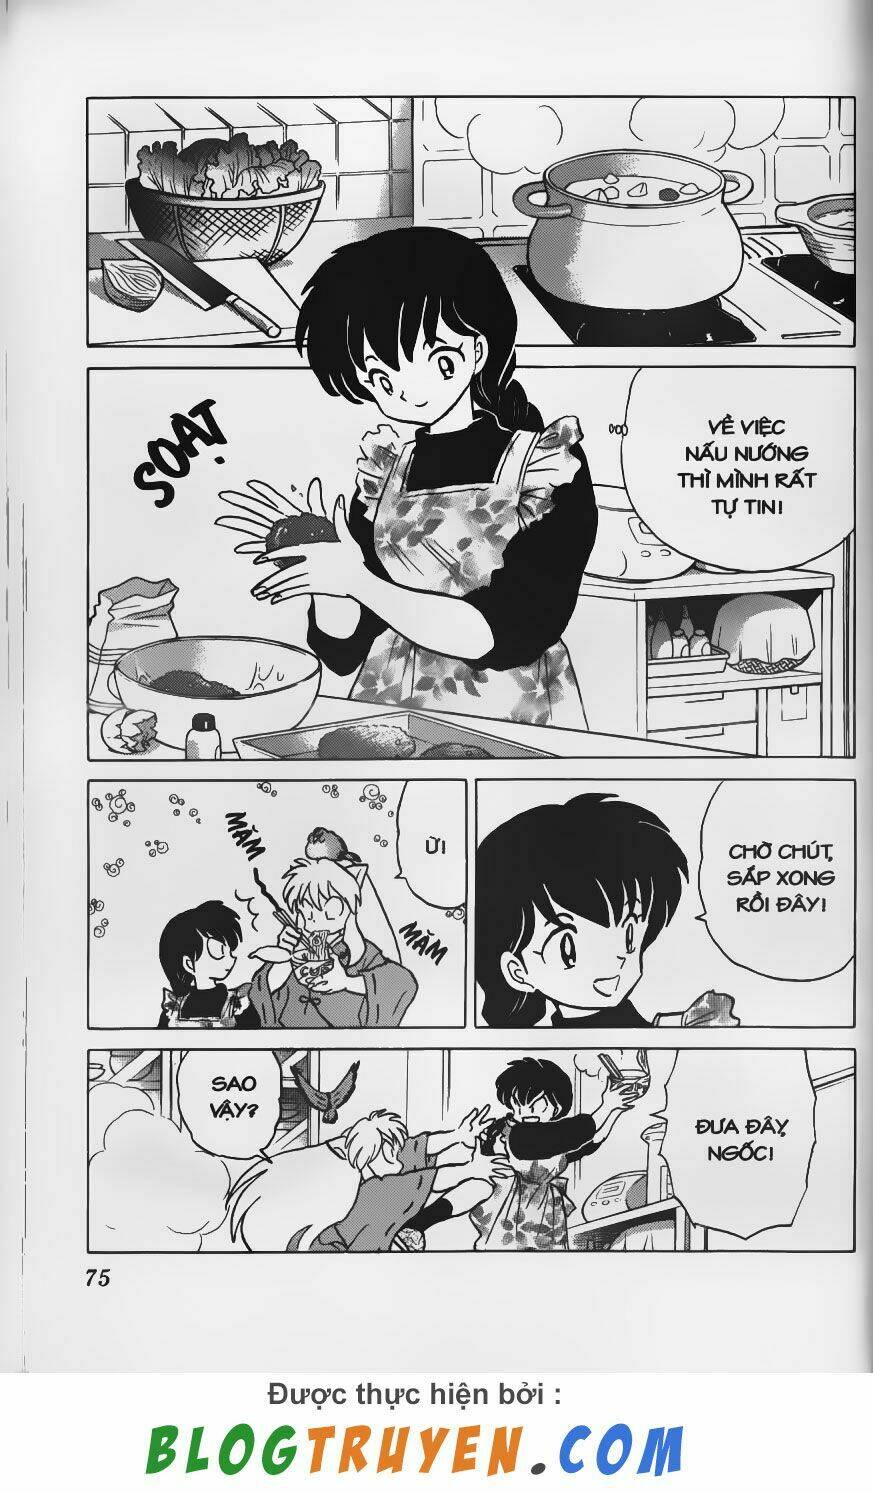 VỀ VIỆC
NẤU NƯỚNG
THÌ MÌNH RẤT
TỰ TIN!
SOẠT
CHỜ CHÚT,
SẮP XONG
RỒI ĐÂY!
Ừ!
MĂM
MĂM
CUP
ĐƯA ĐÂY,
NGỐC!
SAO
VẬY?
75
Được thực hiện bởi :
BLOGTRUYEN.COM